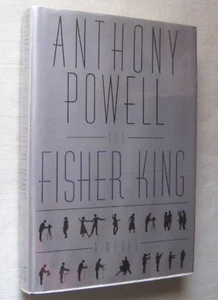 ANTHONY
POWELL
THE
FISHER KING
A NOVEL